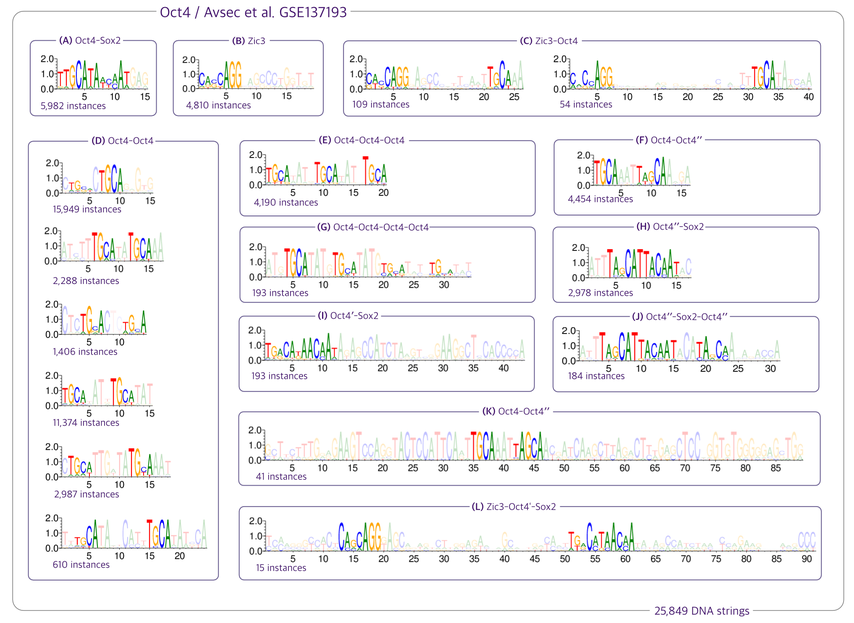 Oct4 / Avsec et al. GSE137193
(A) Oct4-Sox2
2.0
1.0
0.0
5 10 15
5,982 instances
(B) Zic3
2.0
1.0
0.0
5 10 15
4,810 instances
(C) Zic3-Oct4
2.0
1.0
0.0
5 10 15 20 25
109 instances
2.0
1.0
0.0
5 10 15 20 25 30 35 40
54 instances
(D) Oct4-Oct4
2.0
1.0
0.0
5 10 15
15,949 instances
2.0
1.0
0.0
5 10 15
2,288 instances
2.0
1.0
0.0
5 10
1,406 instances
2.0
1.0
0.0
5 10 15
11,374 instances
2.0
1.0
0.0
5 10 15
2,987 instances
2.0
1.0
0.0
5 10 15 20
610 instances
(E) Oct4-Oct4-Oct4
2.0
1.0
0.0
5 10 15 20
4,190 instances
(F) Oct4-Oct4″
2.0
1.0
0.0
5 10 15
4,454 instances
(G) Oct4-Oct4-Oct4-Oct4
2.0
1.0
0.0
5 10 15 20 25 30
193 instances
(H) Oct4″-Sox2
2.0
1.0
0.0
5 10 15
2,978 instances
(I) Oct4′-Sox2
2.0
1.0
0.0
5 10 15 20 25 30 35 40
193 instances
(J) Oct4″-Sox2-Oct4″
2.0
1.0
0.0
5 10 15 20 25 30
184 instances
(K) Oct4-Oct4″
2.0
1.0
0.0
5 10 15 20 25 30 35 40 45 50 55 60 65 70 75 80 85
41 instances
(L) Zic3-Oct4′-Sox2
2.0
1.0
0.0
5 10 15 20 25 30 35 40 45 50 55 60 65 70 75 80 85 90
15 instances
25,849 DNA strings